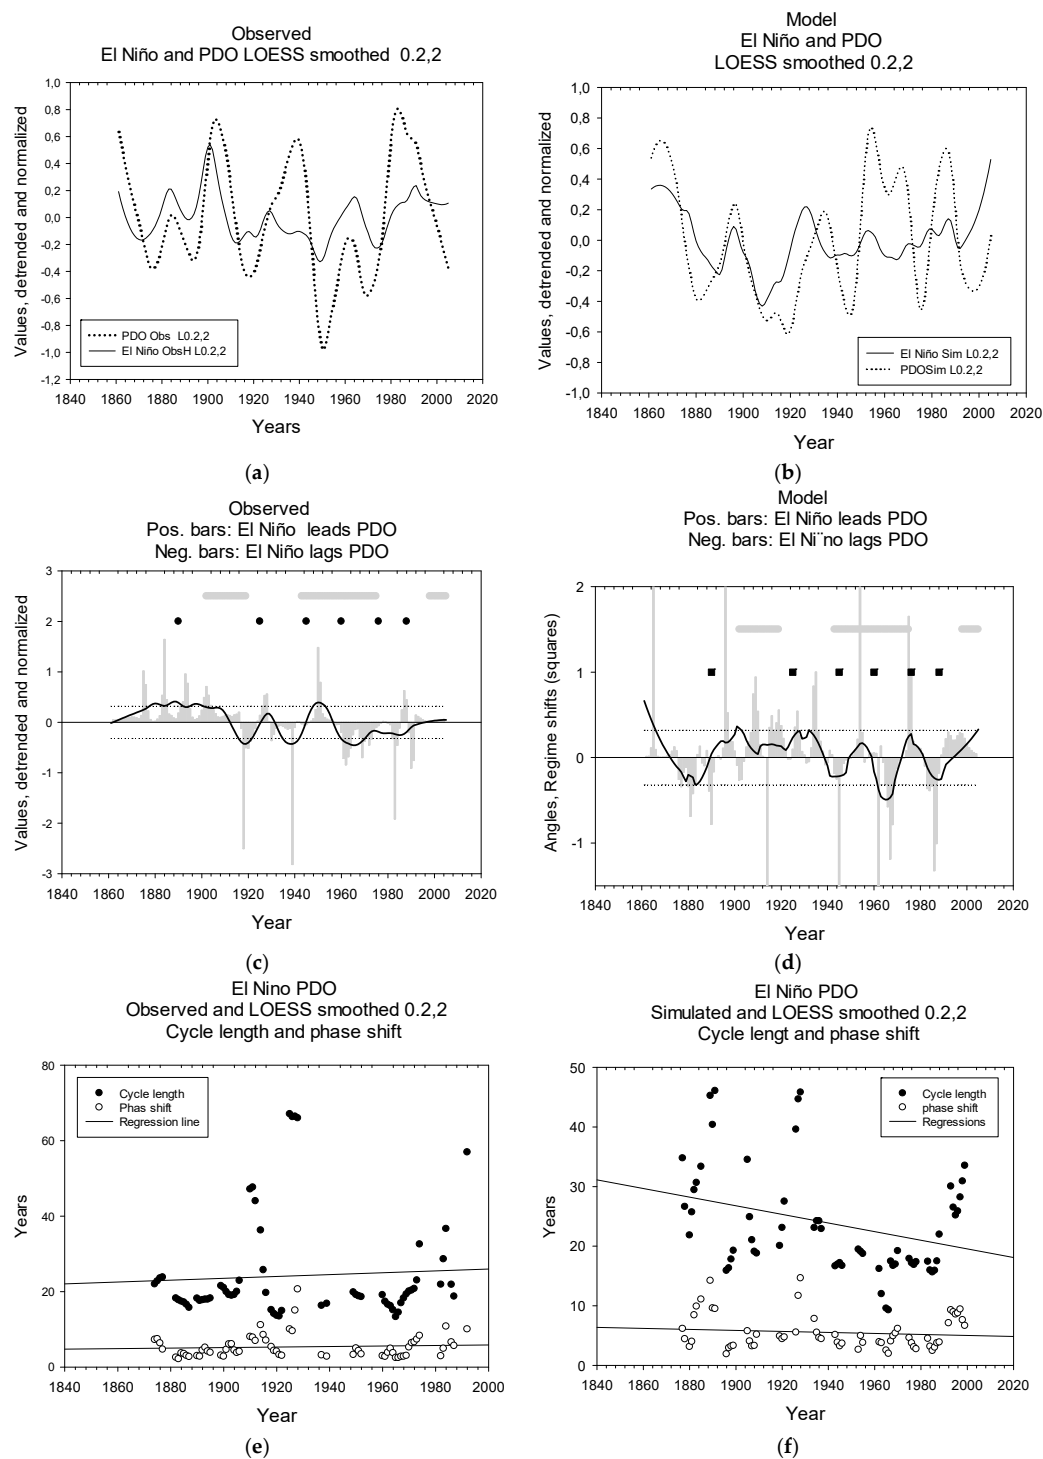 Observed
El Niño and PDO LOESS smoothed 0.2,2
Values, detrended and normalized
1,0
0,8
0,6
0,4
0,2
0,0
-0,2
-0,4
-0,6
-0,8
-1,0
-1,2
PDO Obs L0.2,2
El Niño ObsH L0.2,2
1840 1860 1880 1900 1920 1940 1960 1980 2000 2020
Years
(a)
Model
El Niño and PDO
LOESS smoothed 0.2,2
Values, detrended and normalized
1,0
0,8
0,6
0,4
0,2
0,0
-0,2
-0,4
-0,6
-0,8
-1,0
El Niño Sim L0.2,2
PDOSim L0.2,2
1840 1860 1880 1900 1920 1940 1960 1980 2000 2020
Year
(b)
Observed
Pos. bars: El Niño leads PDO
Neg. bars: El Niño lags PDO
Values, detrended and normalized
3
2
1
0
-1
-2
-3
1840 1860 1880 1900 1920 1940 1960 1980 2000 2020
Year
(c)
Model
Pos. bars: El Niño leads PDO
Neg. bars: El Ni¨no lags PDO
Angles, Regime shifts (squares)
2
1
0
-1
1840 1860 1880 1900 1920 1940 1960 1980 2000 2020
Year
(d)
El Nino PDO
Observed and LOESS smoothed 0.2,2
Cycle length and phase shift
Years
80
60
40
20
0
Cycle length
Phas shift
Regression line
1840 1860 1880 1900 1920 1940 1960 1980 2000
Year
(e)
El Niño PDO
Simulated and LOESS smoothed 0.2,2
Cycle lengt and phase shift
Years
50
40
30
20
10
0
Cycle length
phase shift
Regressions
1840 1860 1880 1900 1920 1940 1960 1980 2000 2020
Year
(f)